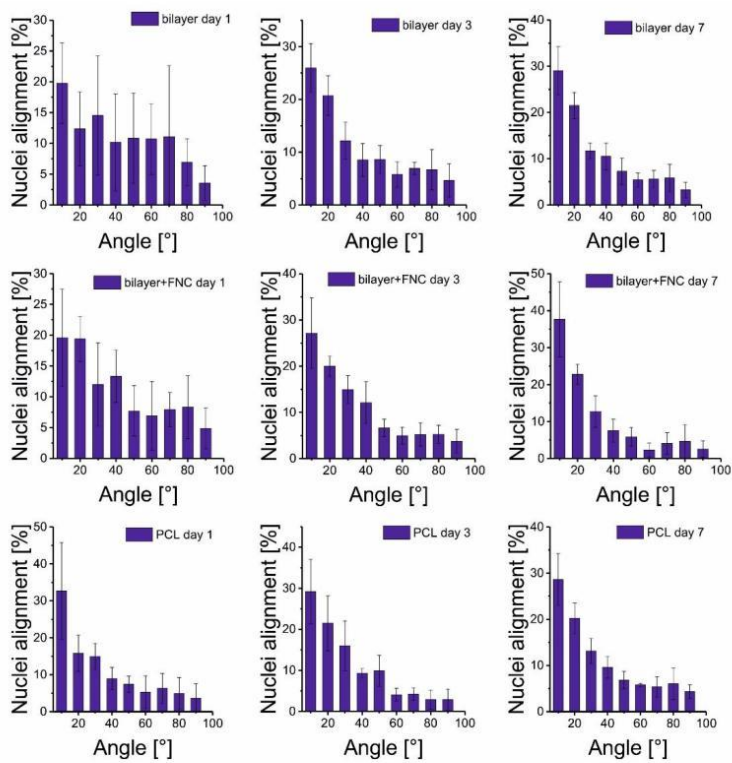 bilayer day 1
Nuclei alignment [%]
30
25
20
15
10
5
0
20 40 60 80 100
Angle [°]
bilayer day 3
Nuclei alignment [%]
30
20
10
0
20 40 60 80 100
Angle [°]
bilayer day 7
Nuclei alignment [%]
40
30
20
10
0
20 40 60 80 100
Angle [°]
bilayer+FNC day 1
Nuclei alignment [%]
30
25
20
15
10
5
0
20 40 60 80 100
Angle [°]
bilayer+FNC day 3
Nuclei alignment [%]
40
30
20
10
0
20 40 60 80 100
Angle [°]
bilayer+FNC day 7
Nuclei alignment [%]
50
40
30
20
10
0
20 40 60 80 100
Angle [°]
PCL day 1
Nuclei alignment [%]
50
40
30
20
10
0
20 40 60 80 100
Angle [°]
PCL day 3
Nuclei alignment [%]
50
40
30
20
10
0
20 40 60 80 100
Angle [°]
PCL day 7
Nuclei alignment [%]
40
30
20
10
0
20 40 60 80 100
Angle [°]